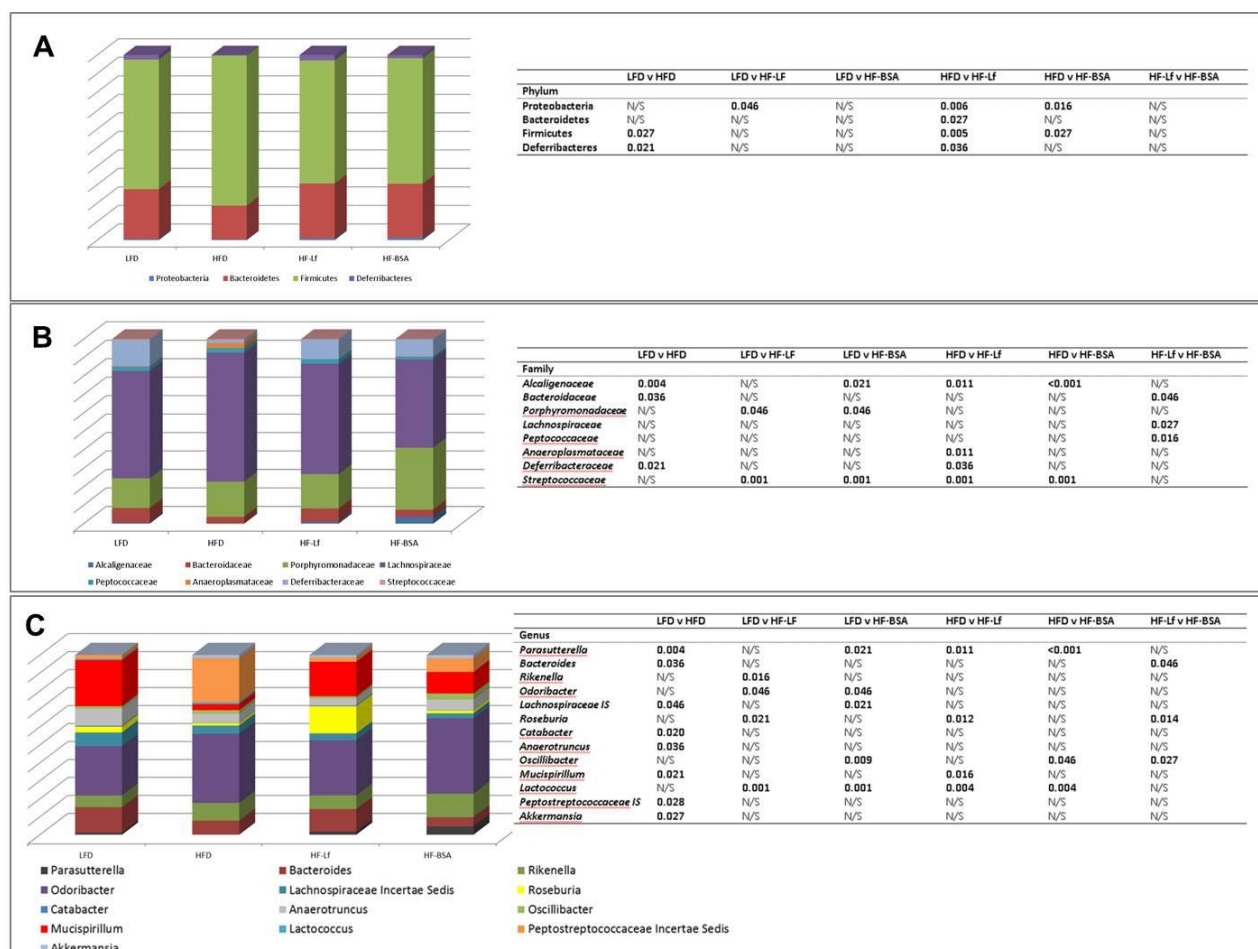 A
LFD HFD HF-Lf HF-BSA
Proteobacteria Bacteroidetes Firmicutes Deferribacteres
LFD v HFD LFD v HF-LF LFD v HF-BSA HFD v HF-Lf HFD v HF-BSA HF-Lf v HF-BSA
Phylum
Proteobacteria N/S 0.046 N/S 0.006 0.016 N/S
Bacteroidetes N/S N/S N/S 0.027 N/S N/S
Firmicutes 0.027 N/S N/S 0.005 0.027 N/S
Deferribacteres 0.021 N/S N/S 0.036 N/S N/S
B
LFD HFD HF-Lf HF-BSA
Alcaligenaceae Bacteroidaceae Porphyromonadaceae Lachnospiraceae
Peptococcaceae Anaeroplasmataceae Deferribacteraceae Streptococcaceae
LFD v HFD LFD v HF-LF LFD v HF-BSA HFD v HF-Lf HFD v HF-BSA HF-Lf v HF-BSA
Family
Alcaligenaceae 0.004 N/S 0.021 0.011 <0.001 N/S
Bacteroidaceae 0.036 N/S N/S N/S N/S 0.046
Porphyromonadaceae N/S 0.046 0.046 N/S N/S N/S
Lachnospiraceae N/S N/S N/S N/S N/S 0.027
Peptococcaceae N/S N/S N/S N/S N/S 0.016
Anaeroplasmataceae N/S N/S N/S 0.011 N/S N/S
Deferribacteraceae 0.021 N/S N/S 0.036 N/S N/S
Streptococcaceae N/S 0.001 0.001 0.001 0.001 N/S
C
LFD HFD HF-Lf HF-BSA
Parasutterella Bacteroides Rikenella
Odoribacter Lachnospiraceae Incertae Sedis Roseburia
Catabacter Anaerotruncus Oscillibacter
Mucispirillum Lactococcus Peptostreptococcaceae Incertae Sedis
Akkermansia
LFD v HFD LFD v HF-LF LFD v HF-BSA HFD v HF-Lf HFD v HF-BSA HF-Lf v HF-BSA
Genus
Parasutterella 0.004 N/S 0.021 0.011 <0.001 N/S
Bacteroides 0.036 N/S N/S N/S N/S 0.046
Rikenella N/S 0.016 N/S N/S N/S N/S
Odoribacter N/S 0.046 0.046 N/S N/S N/S
Lachnospiraceae IS 0.046 N/S 0.021 N/S N/S N/S
Roseburia N/S 0.021 N/S 0.012 N/S 0.014
Catabacter 0.020 N/S N/S N/S N/S N/S
Anaerotruncus 0.036 N/S N/S N/S N/S N/S
Oscillibacter N/S N/S 0.009 N/S 0.046 0.027
Mucispirillum 0.021 N/S N/S 0.016 N/S N/S
Lactococcus N/S 0.001 0.001 0.004 0.004 N/S
Peptostreptococcaceae IS 0.028 N/S N/S N/S N/S N/S
Akkermansia 0.027 N/S N/S N/S N/S N/S